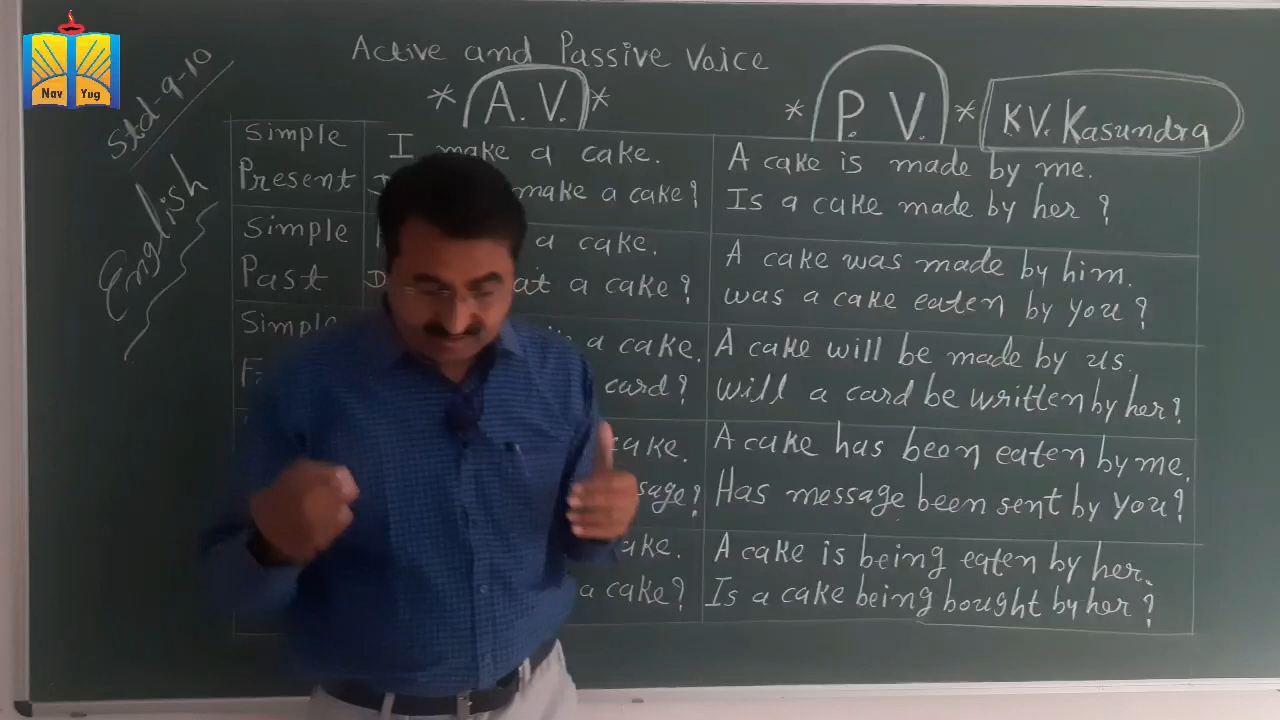 Nav Yug
Std-9-10
English
Active and Passive Voice
* A. V. *
* P. V. *
K.V. Kasundra
Simple Present
I make a cake.
make a cake?
A cake is made by me.
Is a cake made by her ?
Simple Past
a cake.
a cake?
A cake was made by him.
was a cake eaten by you ?
Simple
a cake.
card?
A cake will be made by us.
will a card be written by her?
cake.
A cake has been eaten by me.
Has message been sent by you?
a cake?
A cake is being eaten by her.
Is a cake being bought by her ?